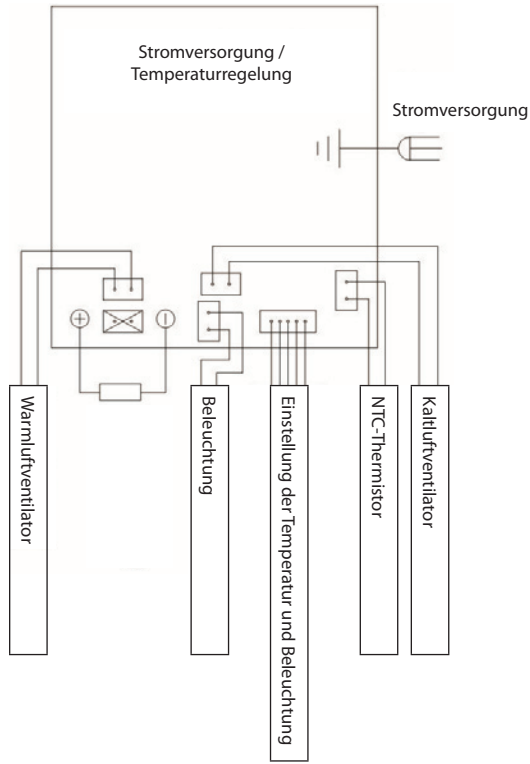 Stromversorgung /
Temperaturregelung
Stromversorgung
Warmluftventilator
Beleuchtung
Einstellung der Temperatur und Beleuchtung
NTC-Thermistor
Kaltluftventilator